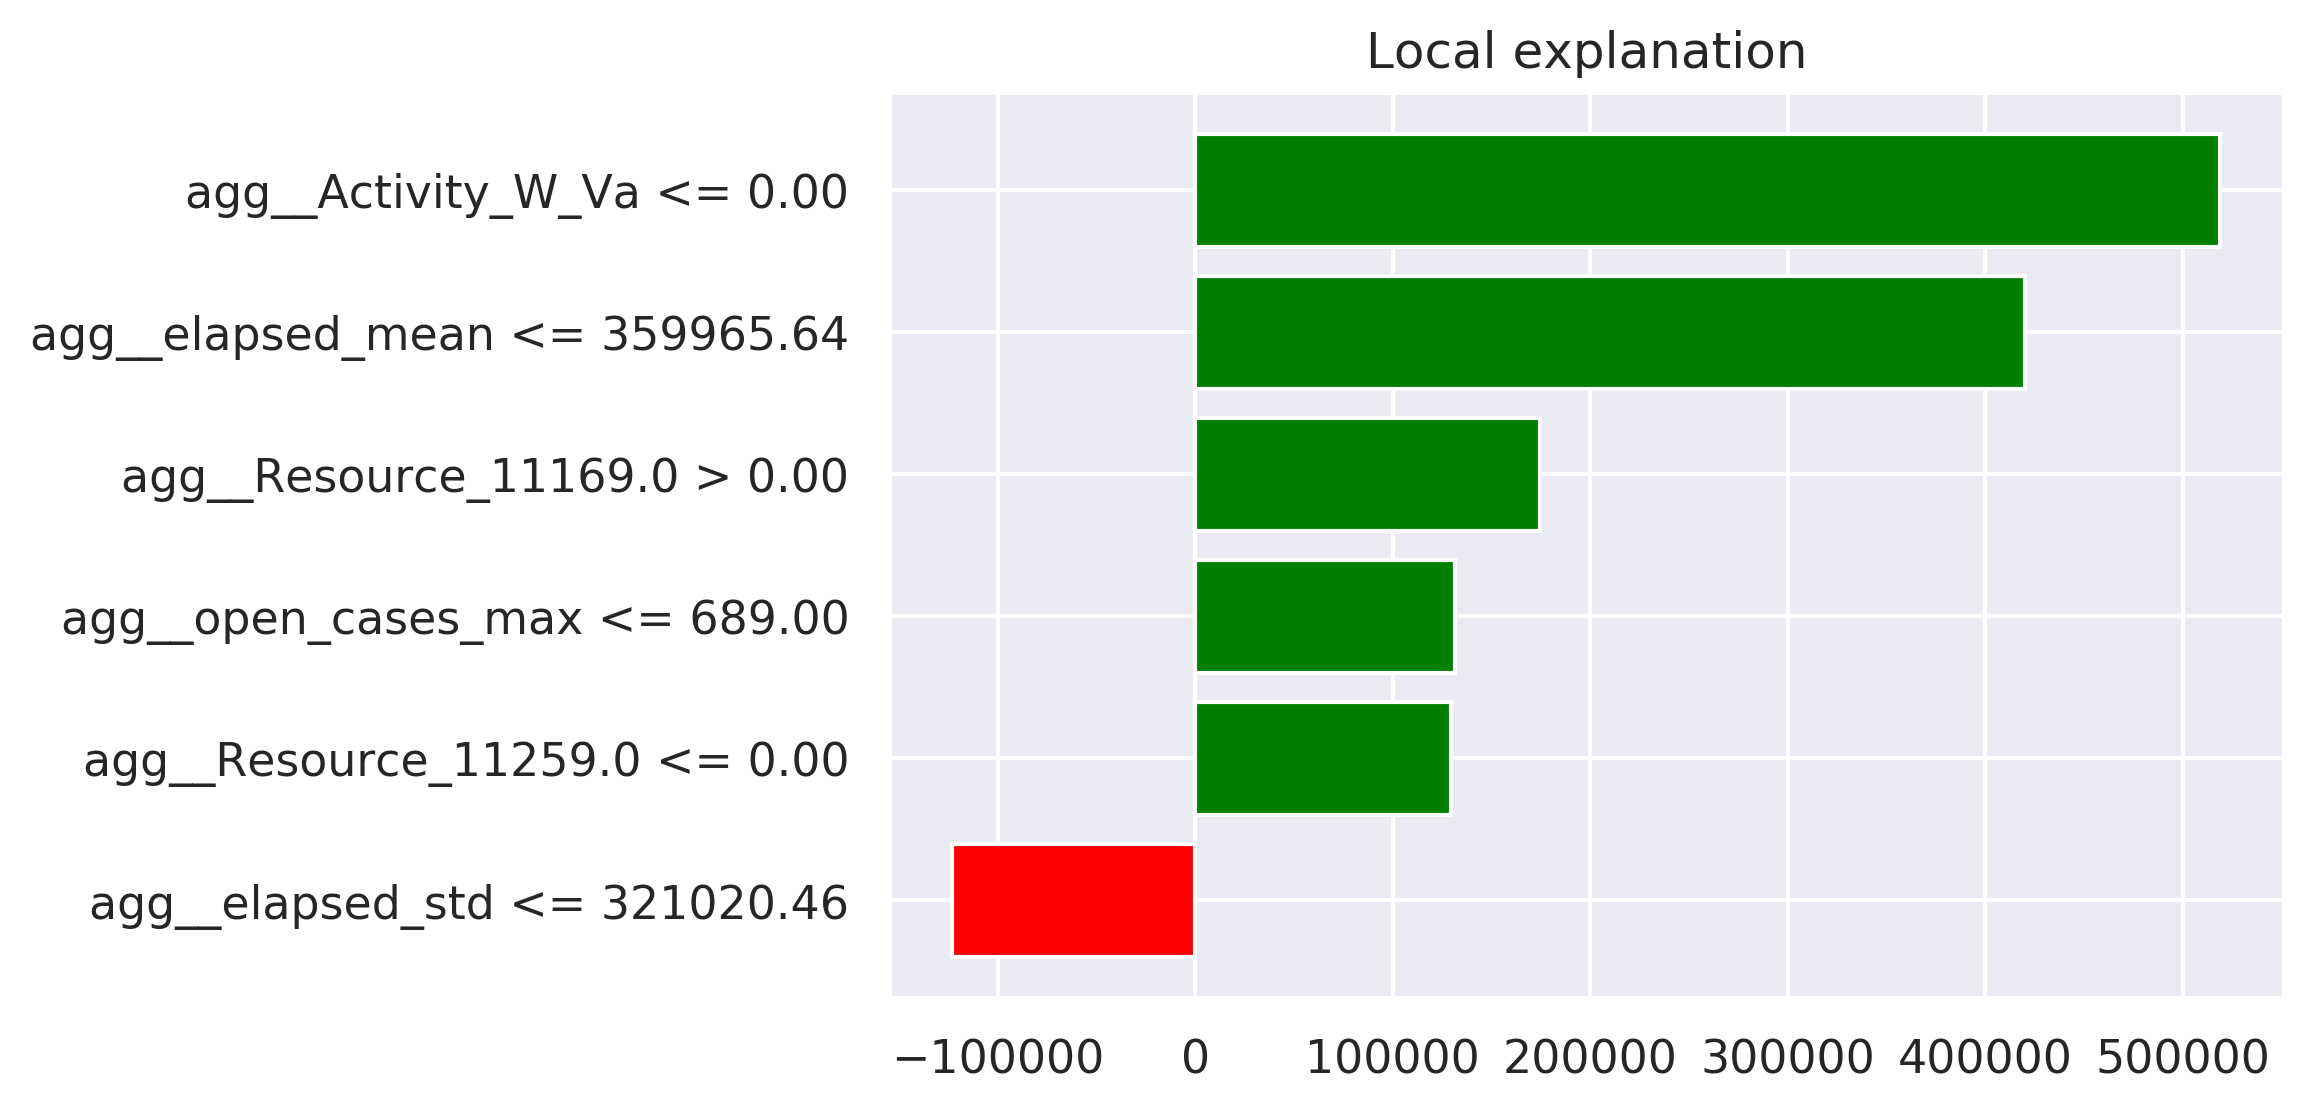 Local explanation
agg__Activity_W_Va <= 0.00
agg__elapsed_mean <= 359965.64
agg__Resource_11169.0 > 0.00
agg__open_cases_max <= 689.00
agg__Resource_11259.0 <= 0.00
agg__elapsed_std <= 321020.46
−100000 0 100000 200000 300000 400000 500000